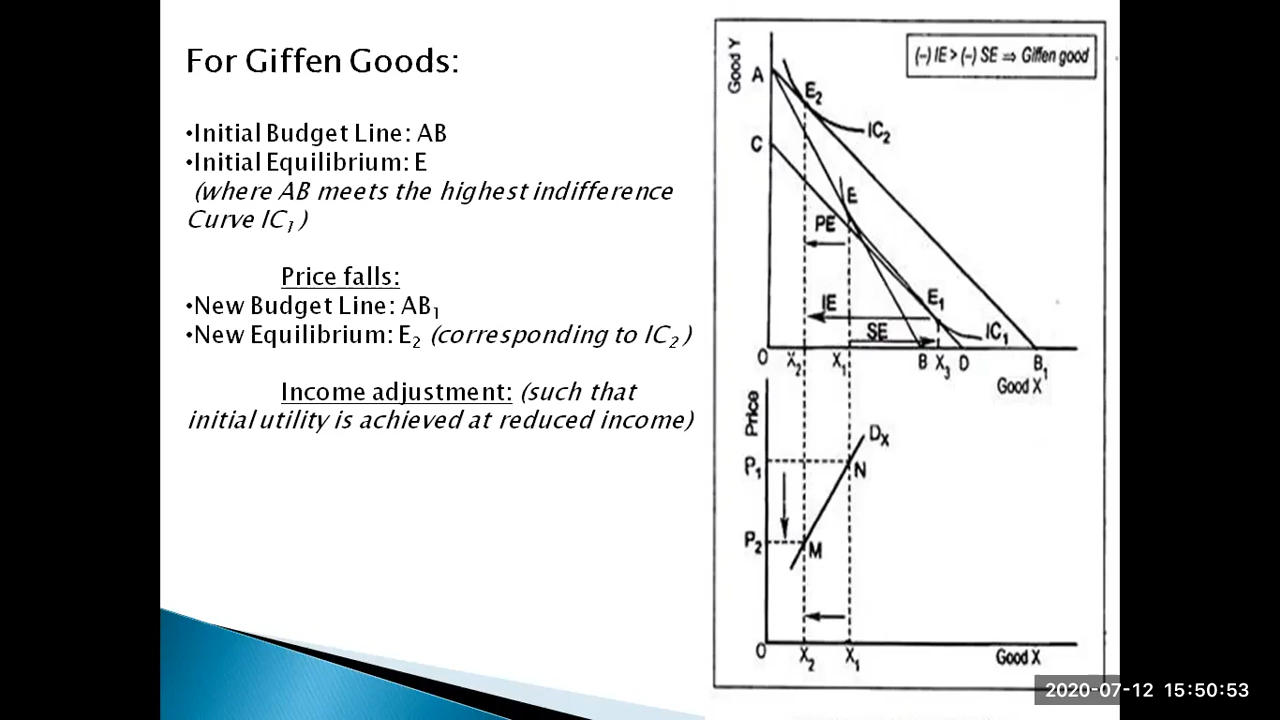 For Giffen Goods:
•Initial Budget Line: AB
•Initial Equilibrium: E
(where AB meets the highest indifference
Curve IC₁ )
Price falls:
•New Budget Line: AB₁
•New Equilibrium: E₂ (corresponding to IC₂ )
Income adjustment: (such that
initial utility is achieved at reduced income)
(–) IE > (–) SE ⇒ Giffen good
Good Y
A
E₂
IC₂
C
E
PE
E₁
IE
SE
IC₁
O X₂ X₁ B X₃ D B₁
Good X
Price
Dₓ
P₁
N
P₂
M
O X₂ X₁ Good X
2020-07-12 15:50:53